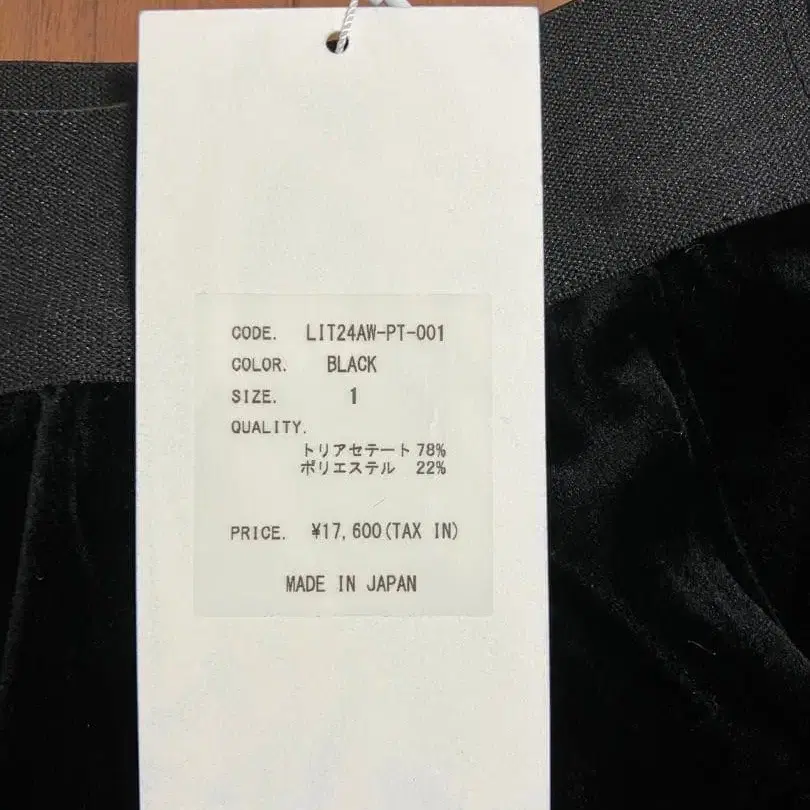 CODE. LIT24AW-PT-001
COLOR. BLACK
SIZE. 1
QUALITY.
トリアセテート 78%
ポリエステル 22%
PRICE. ¥17,600(TAX IN)
MADE IN JAPAN